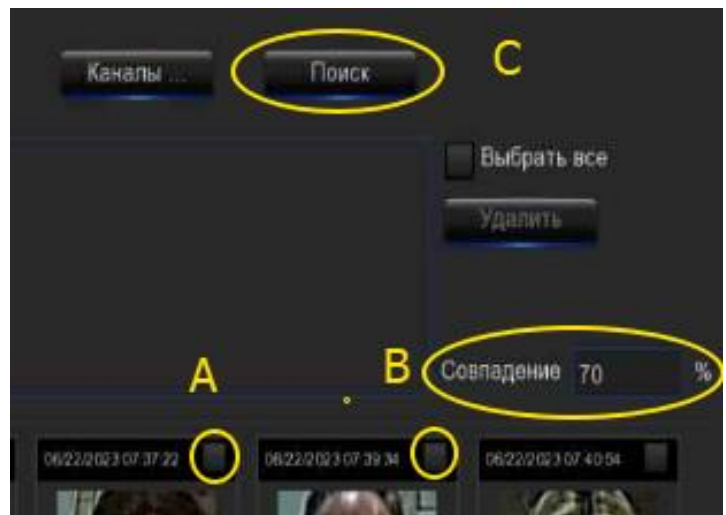 Каналы ... Поиск C
Выбрать все
Удалить
A B Совпадение 70 %
06/22/2023 07:37:22 06/22/2023 07:39:34 06/22/2023 07:40:54